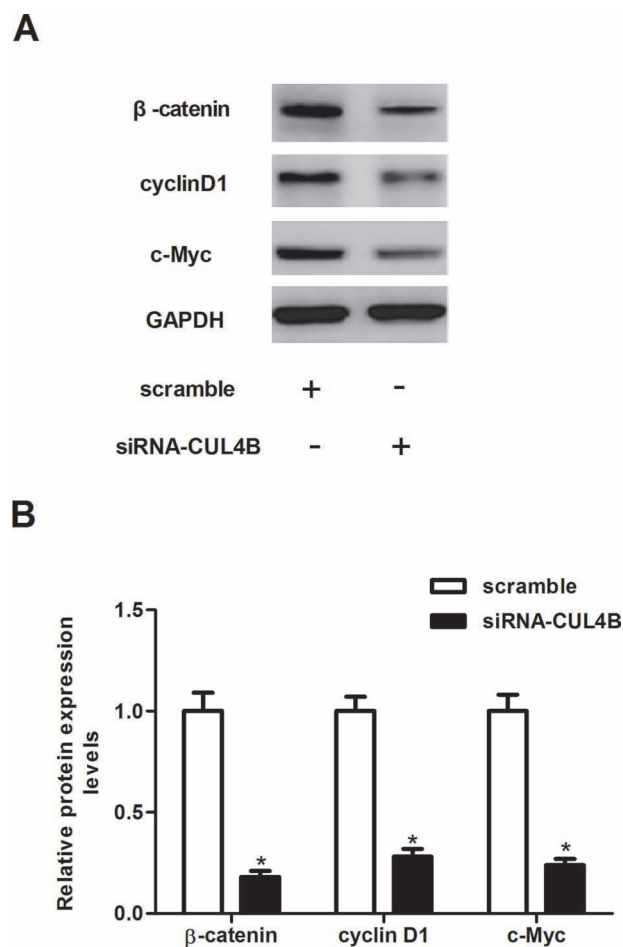 A
β -catenin
cyclinD1
c-Myc
GAPDH
scramble + -
siRNA-CUL4B - +
B
scramble
siRNA-CUL4B
Relative protein expression
levels
1.5
1.0
0.5
0.0
* * *
β-catenin cyclin D1 c-Myc